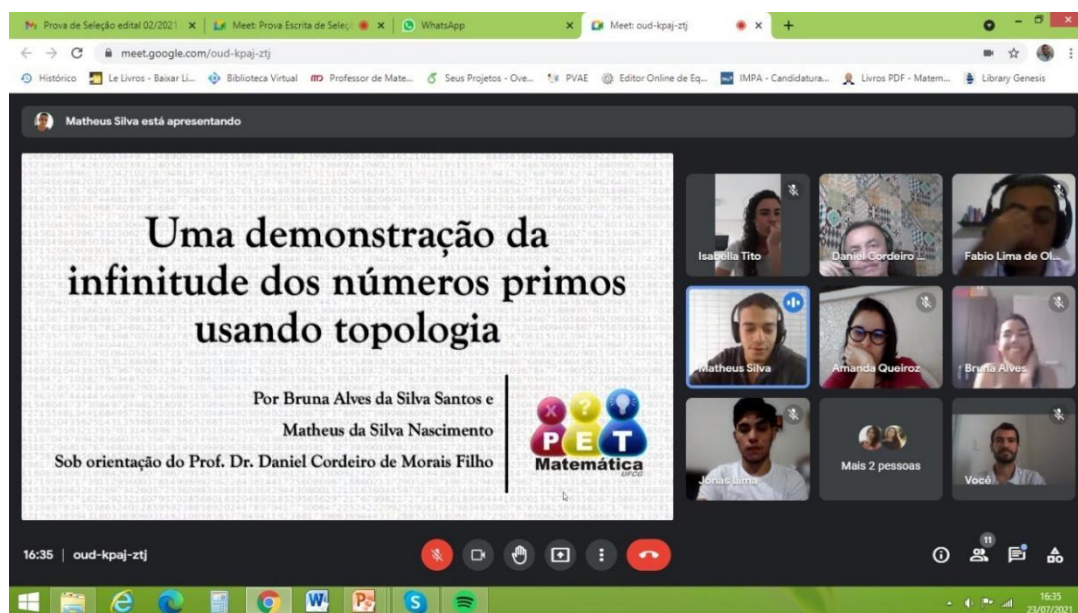 Prova de Seleção edital 02/2021
Meet: Prova Escrita de Seleç
WhatsApp
Meet: oud-kpaj-ztj
meet.google.com/oud-kpaj-ztj
Histórico
Le Livros - Baixar Li...
Biblioteca Virtual
Professor de Mate...
Seus Projetos - Ove...
PVAE
Editor Online de Eq...
IMPA - Candidatura...
Livros PDF - Matem...
Library Genesis
Matheus Silva está apresentando
Uma demonstração da
infinitude dos números primos
usando topologia
Por Bruna Alves da Silva Santos e
Matheus da Silva Nascimento
Sob orientação do Prof. Dr. Daniel Cordeiro de Morais Filho
X ?
PET
Matemática
UFCG
Isabella Tito
Daniel Cordeiro ...
Fabio Lima de Ol...
Matheus Silva
Amanda Queiroz
Bruna Alves
Jonas Lima
Mais 2 pessoas
Você
16:35 | oud-kpaj-ztj
11
16:35
23/07/2021